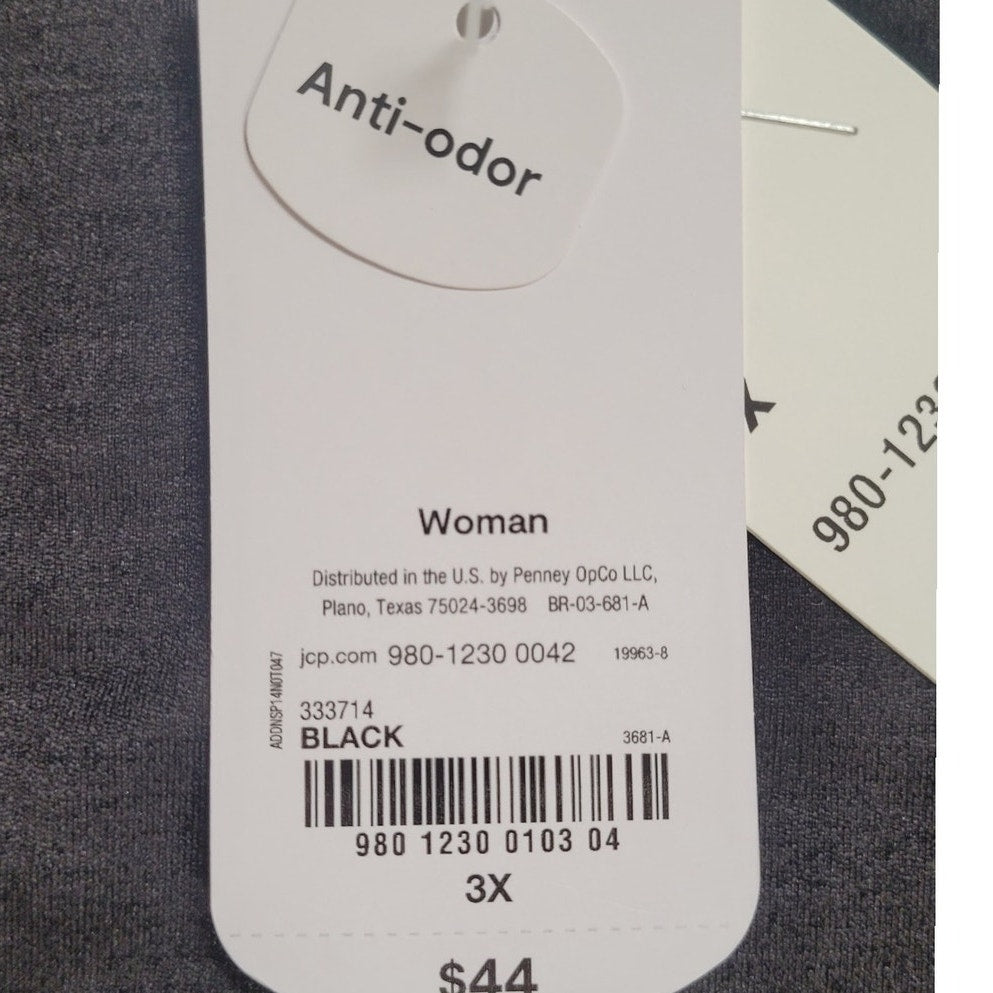 Anti-odor
Woman
Distributed in the U.S. by Penney OpCo LLC,
Plano, Texas 75024-3698 BR-03-681-A
jcp.com 980-1230 0042 19963-8
ADDNSP14N0T047
333714
BLACK 3681-A
980 1230 0103 04
3X
$44
X
980-123